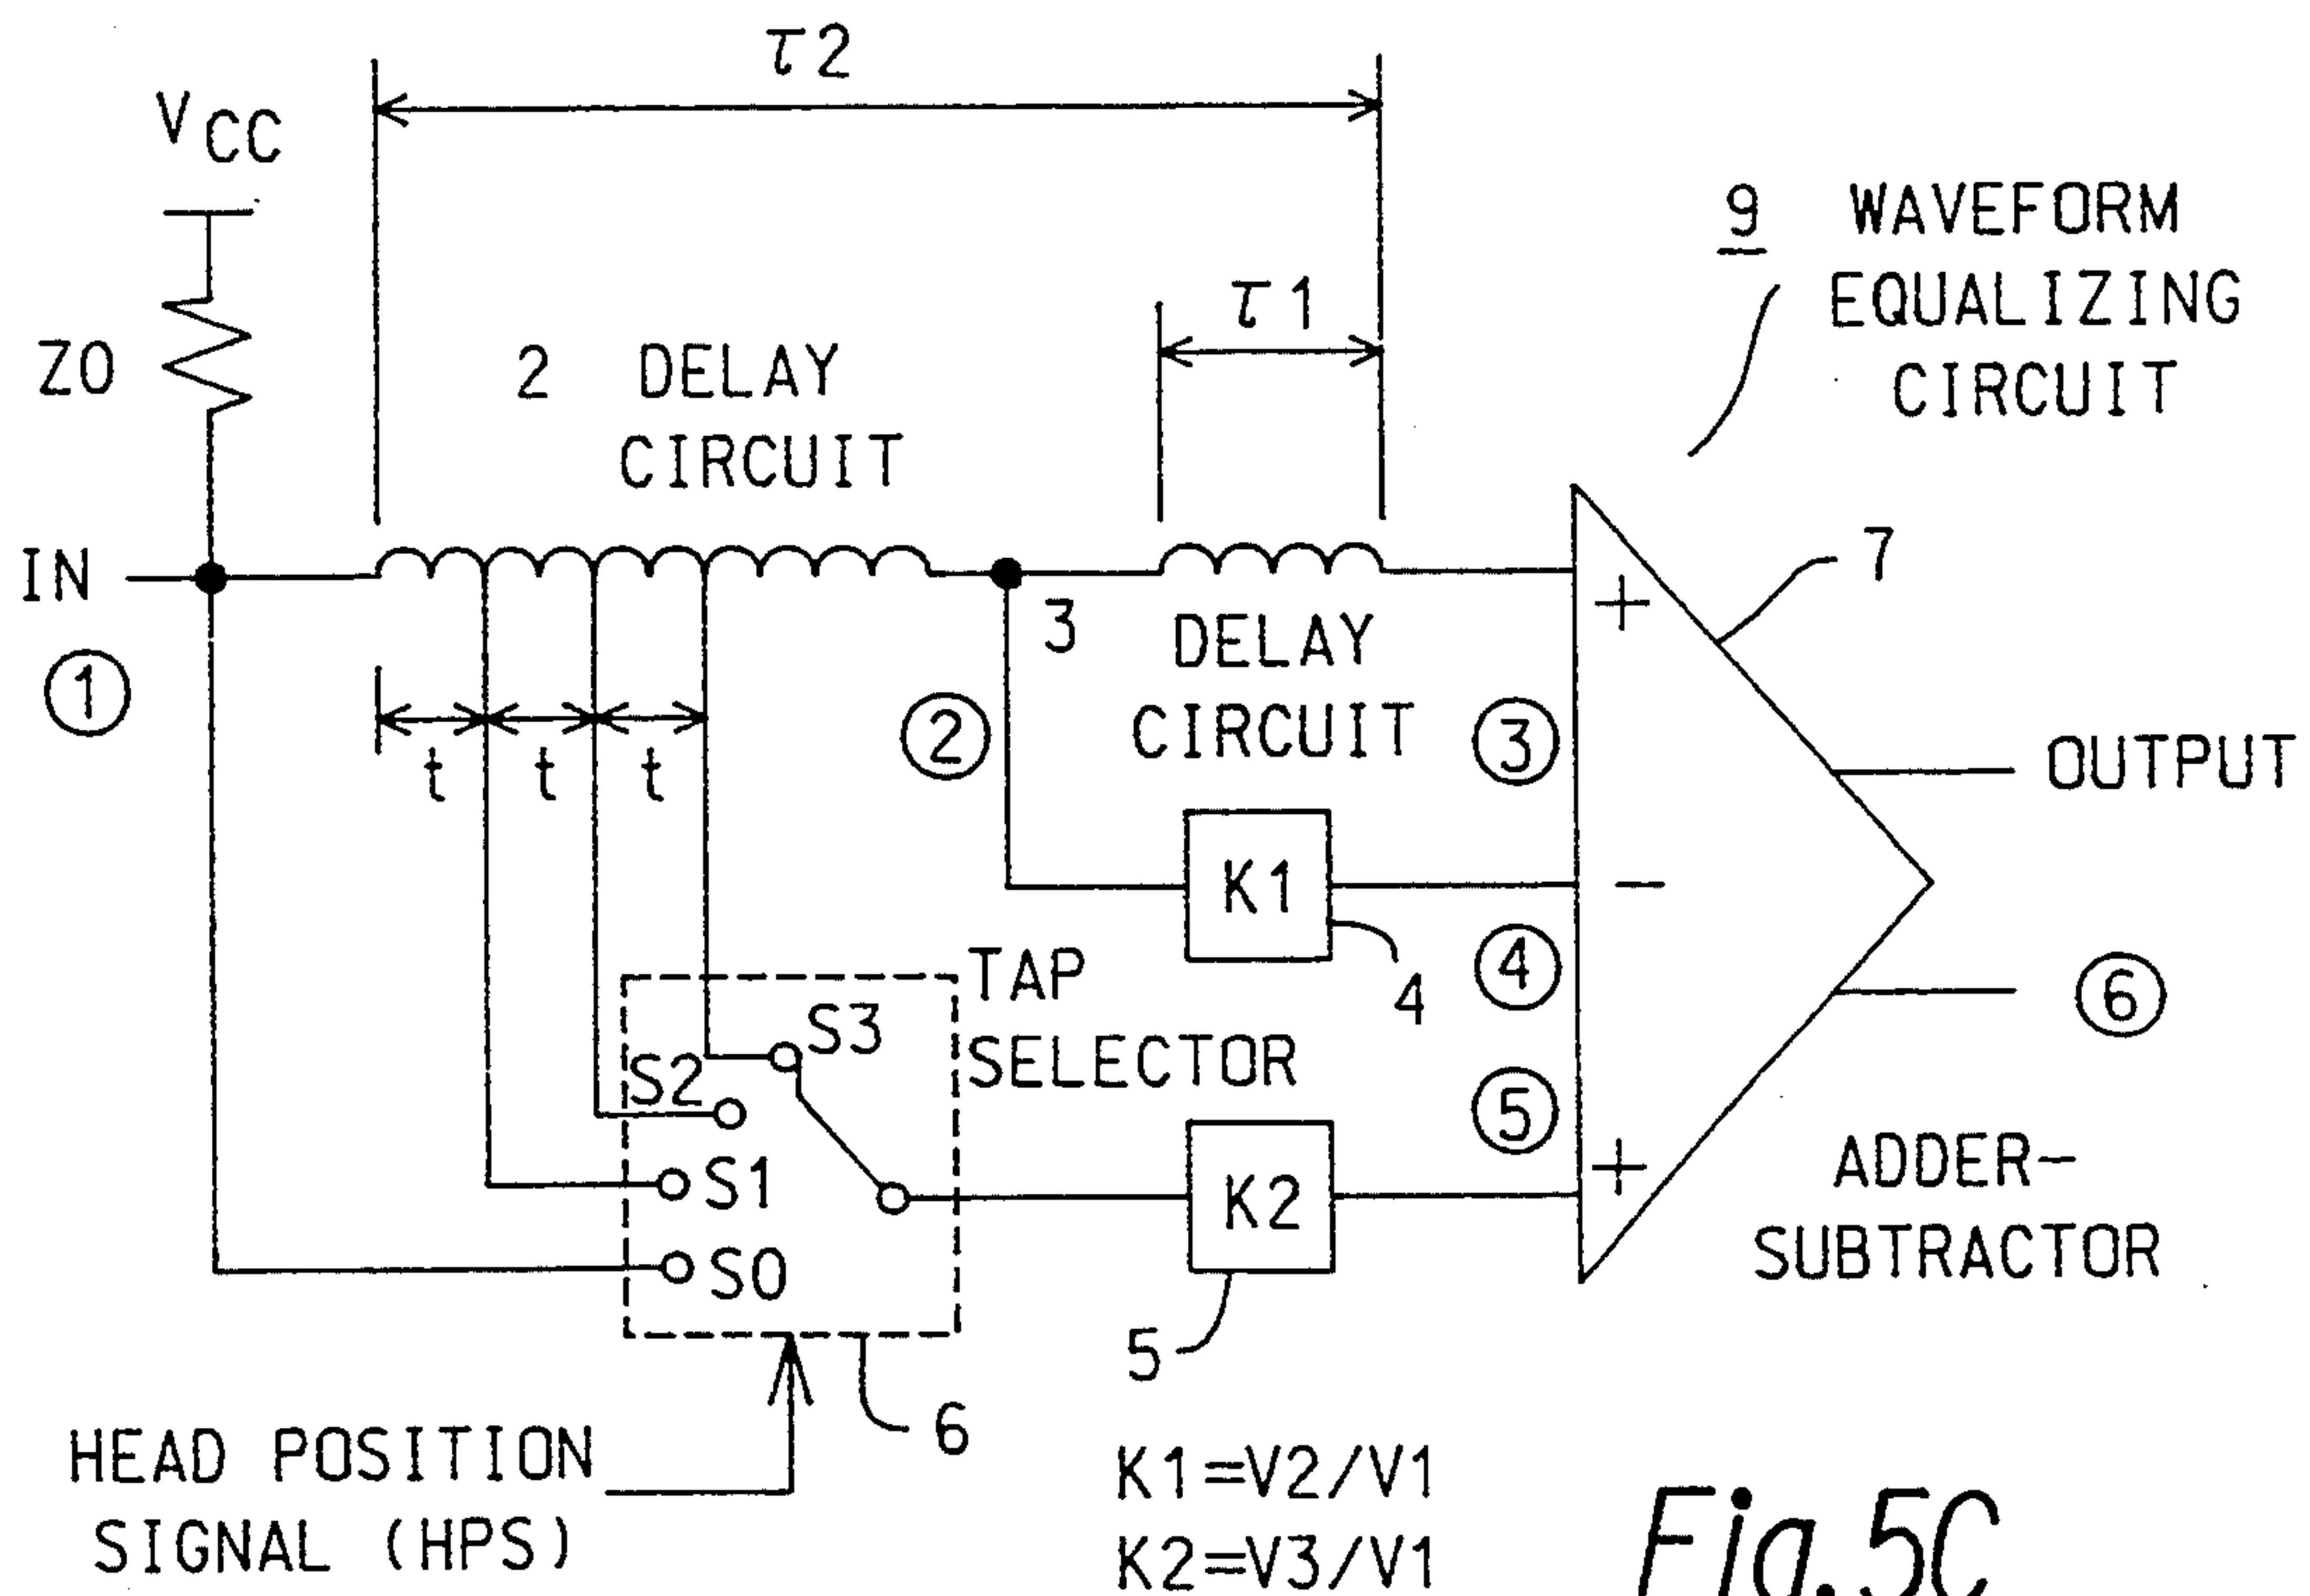 τ2
VCC
9 WAVEFORM
EQUALIZING
CIRCUIT
τ1
Z0
2 DELAY
CIRCUIT
7
IN
+
3 DELAY
CIRCUIT
①
②
③
t t t
OUTPUT
K1
−
TAP
SELECTOR
4
④
⑥
S3
S2
S1
S0
⑤
K2
+
ADDER-
SUBTRACTOR
5
6
HEAD POSITION
SIGNAL (HPS)
K1=V2/V1
K2=V3/V1
Fig.5C